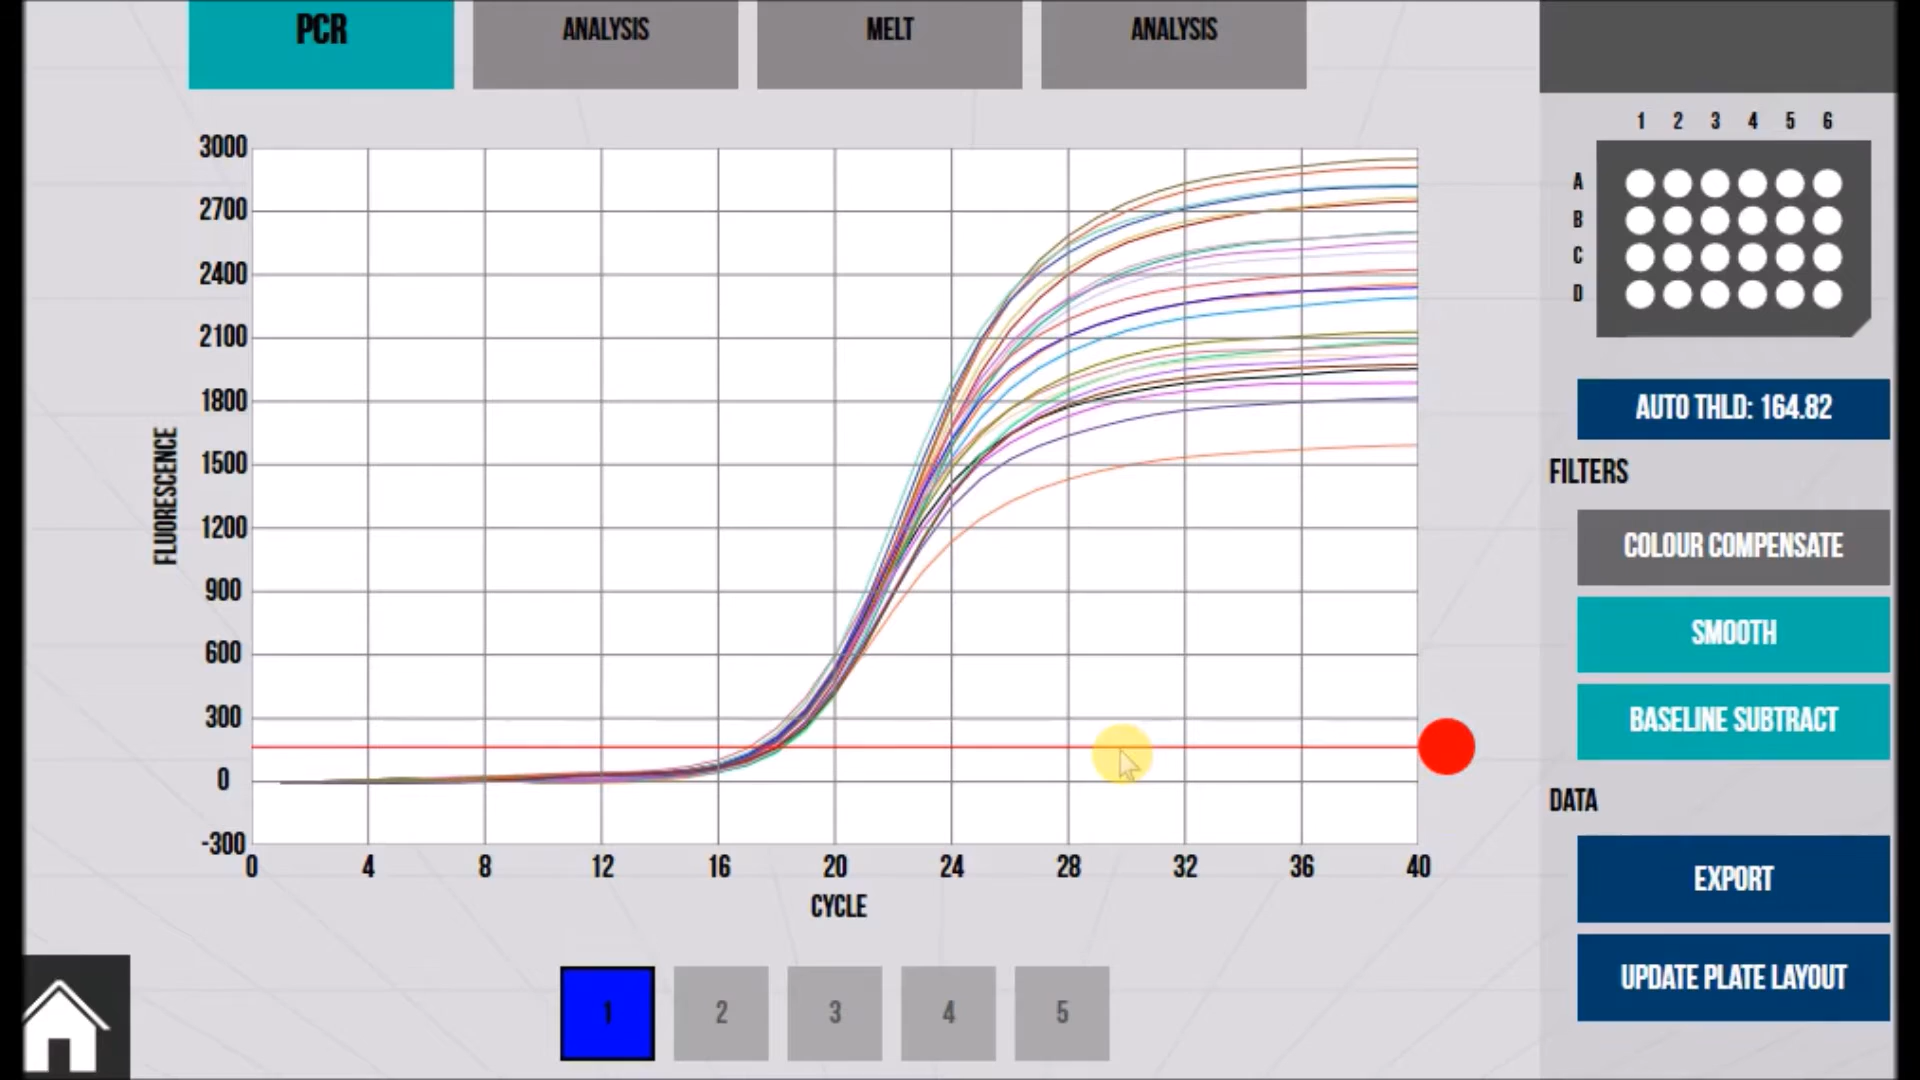 PCR
ANALYSIS
MELT
ANALYSIS
1 2 3 4 5 6
A
B
C
D
3000
2700
2400
2100
1800
1500
1200
900
600
300
0
-300
FLUORESCENCE
0 4 8 12 16 20 24 28 32 36 40
CYCLE
AUTO THLD: 164.82
FILTERS
COLOUR COMPENSATE
SMOOTH
BASELINE SUBTRACT
DATA
EXPORT
UPDATE PLATE LAYOUT
1 2 3 4 5